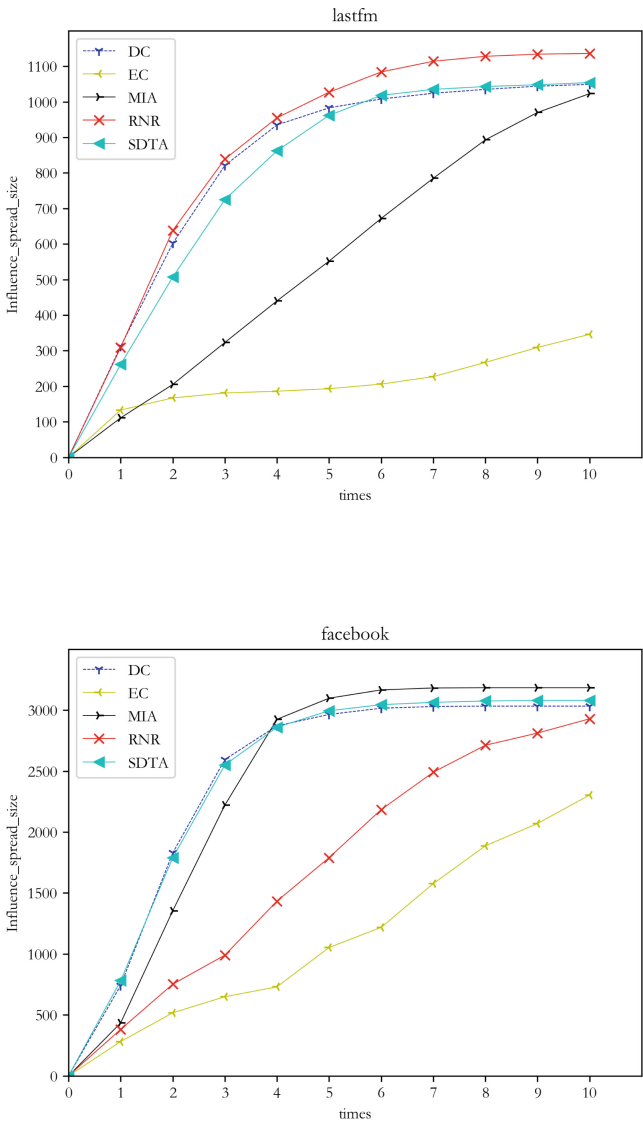 lastfm
1100
1000
900
800
700
600
500
400
300
200
100
0
Influence_spread_size
DC
EC
MIA
RNR
SDTA
0 1 2 3 4 5 6 7 8 9 10
times
facebook
3000
2500
2000
1500
1000
500
0
Influence_spread_size
DC
EC
MIA
RNR
SDTA
0 1 2 3 4 5 6 7 8 9 10
times